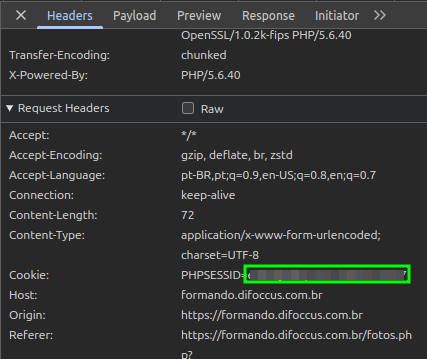 Headers Payload Preview Response Initiator
OpenSSL/1.0.2k-fips PHP/5.6.40
Transfer-Encoding: chunked
X-Powered-By: PHP/5.6.40
Request Headers Raw
Accept: */*
Accept-Encoding: gzip, deflate, br, zstd
Accept-Language: pt-BR,pt;q=0.9,en-US;q=0.8,en;q=0.7
Connection: keep-alive
Content-Length: 72
Content-Type: application/x-www-form-urlencoded;
charset=UTF-8
Cookie: PHPSESSID=
Host: formando.difoccus.com.br
Origin: https://formando.difoccus.com.br
Referer: https://formando.difoccus.com.br/fotos.ph
p?